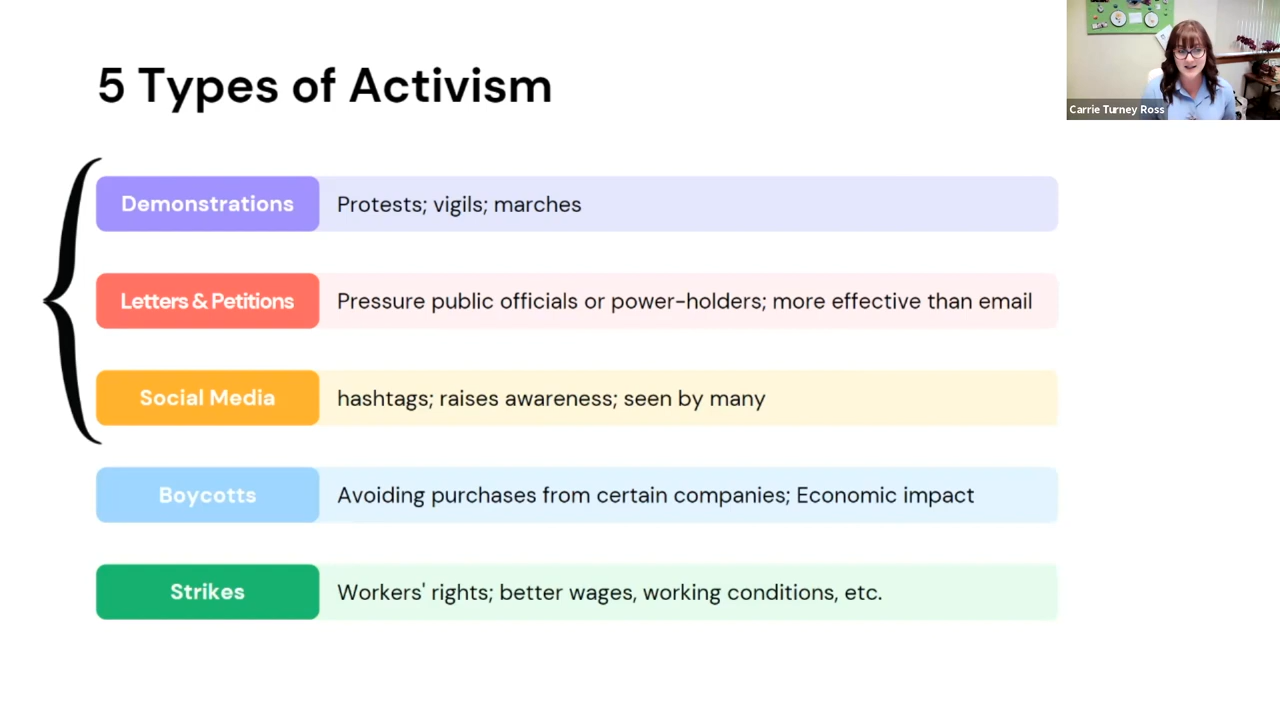 5 Types of Activism
Carrie Turney Ross
Demonstrations Protests; vigils; marches
Letters & Petitions Pressure public officials or power-holders; more effective than email
Social Media hashtags; raises awareness; seen by many
Boycotts Avoiding purchases from certain companies; Economic impact
Strikes Workers' rights; better wages, working conditions, etc.